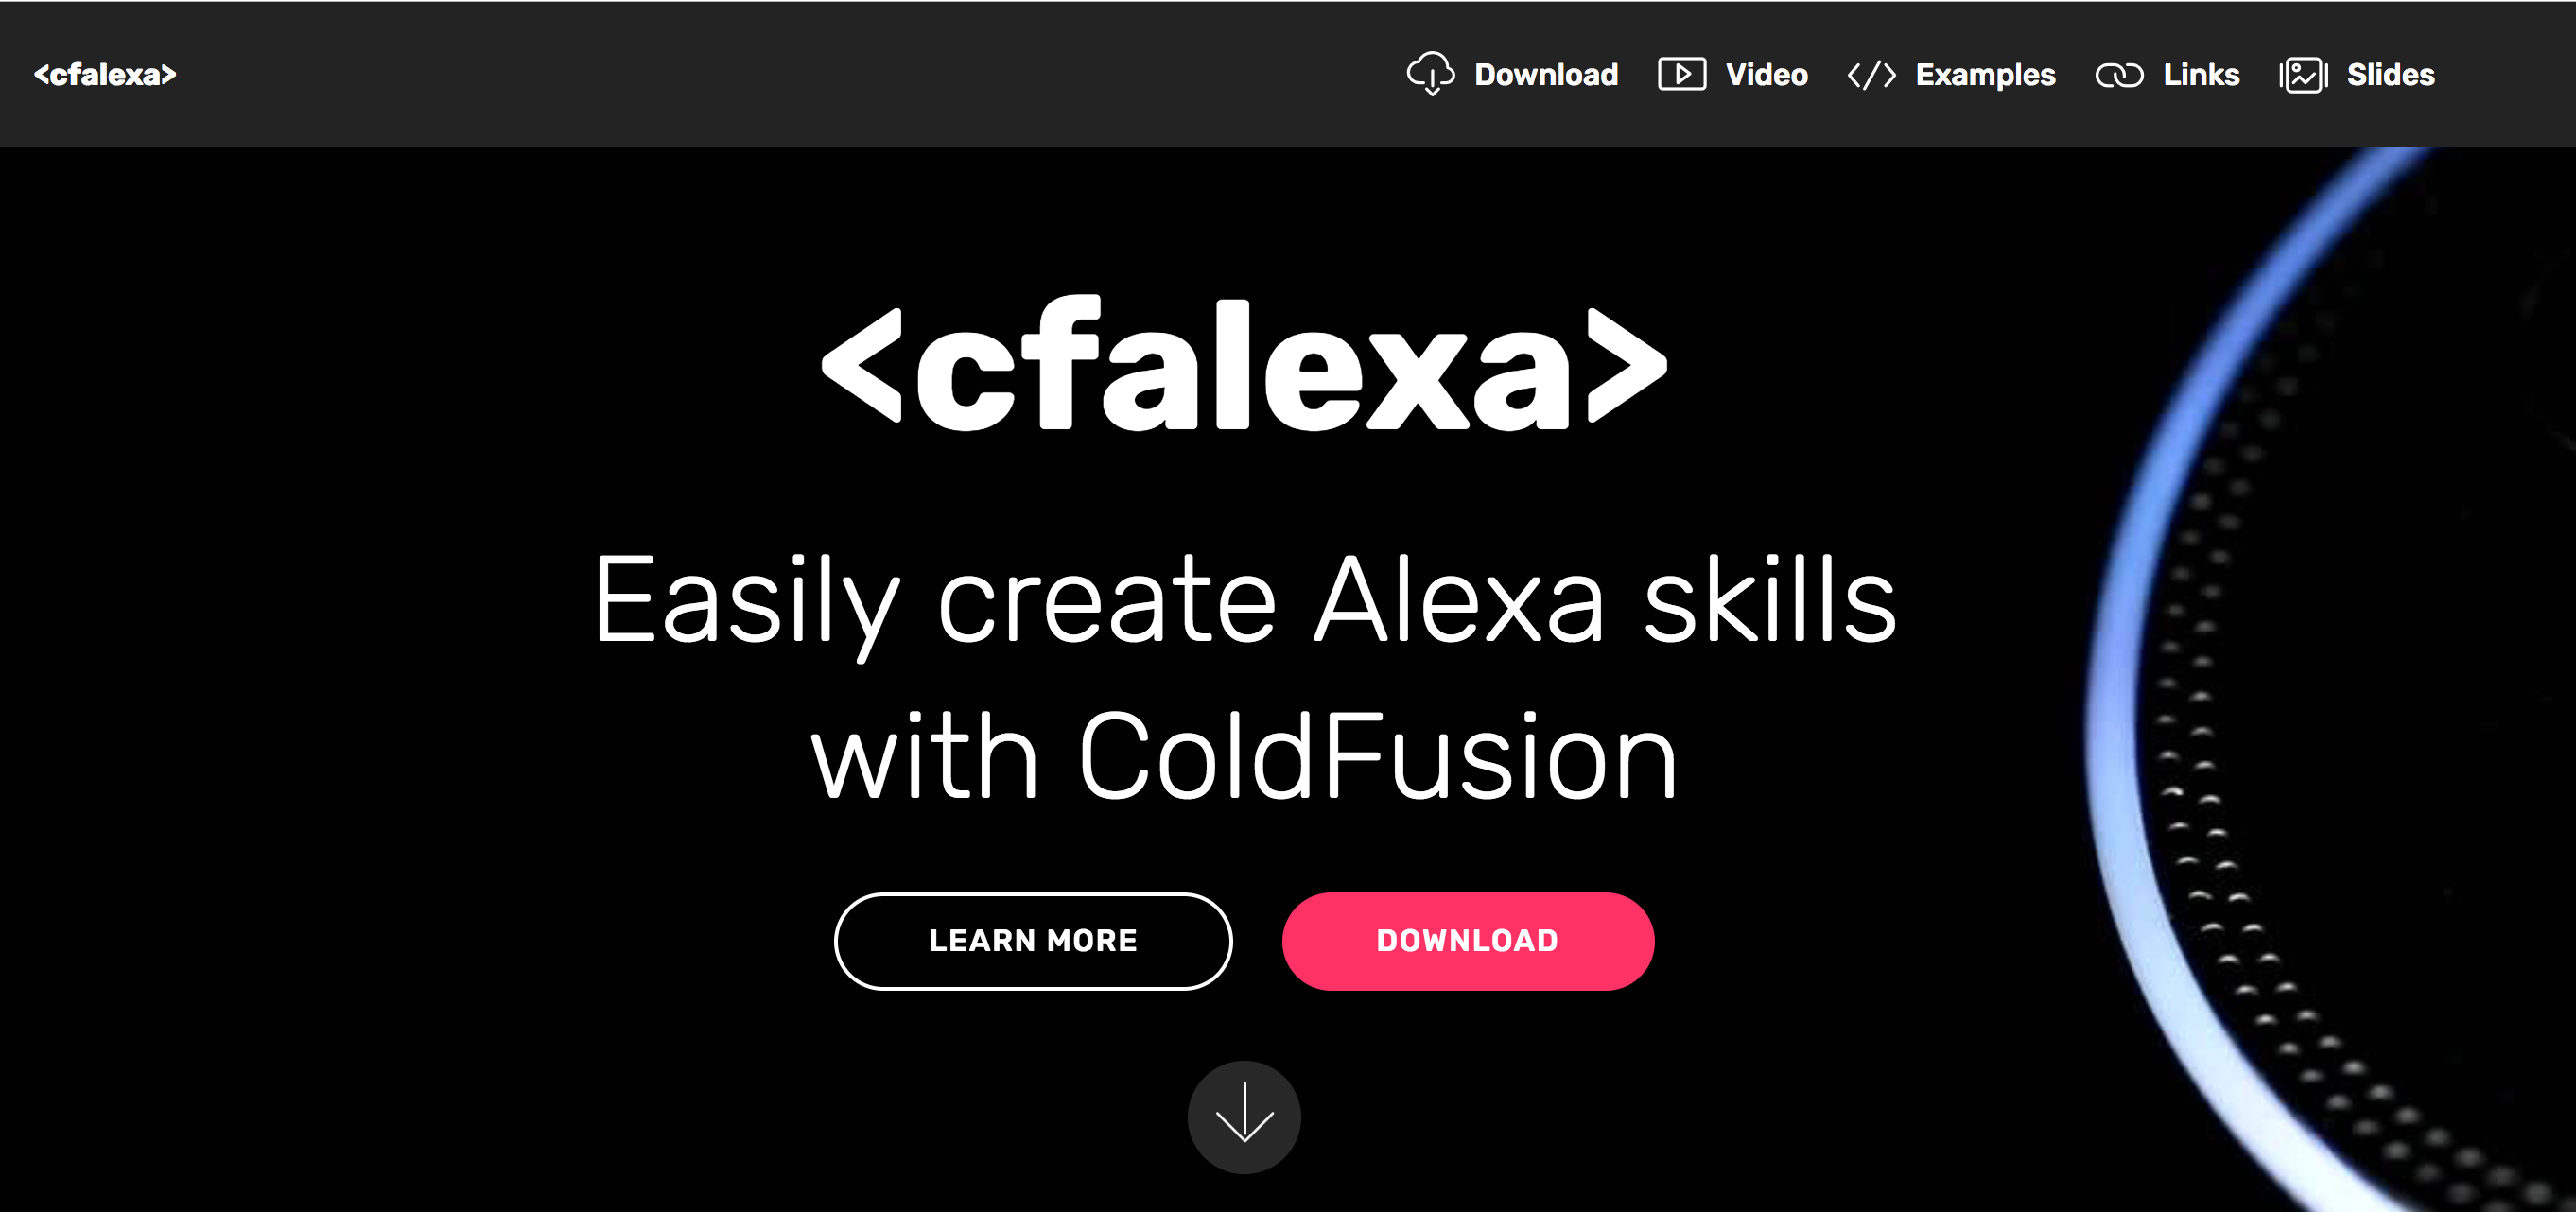 <cfalexa>
Download Video Examples Links Slides
<cfalexa>
Easily create Alexa skills
with ColdFusion
LEARN MORE DOWNLOAD